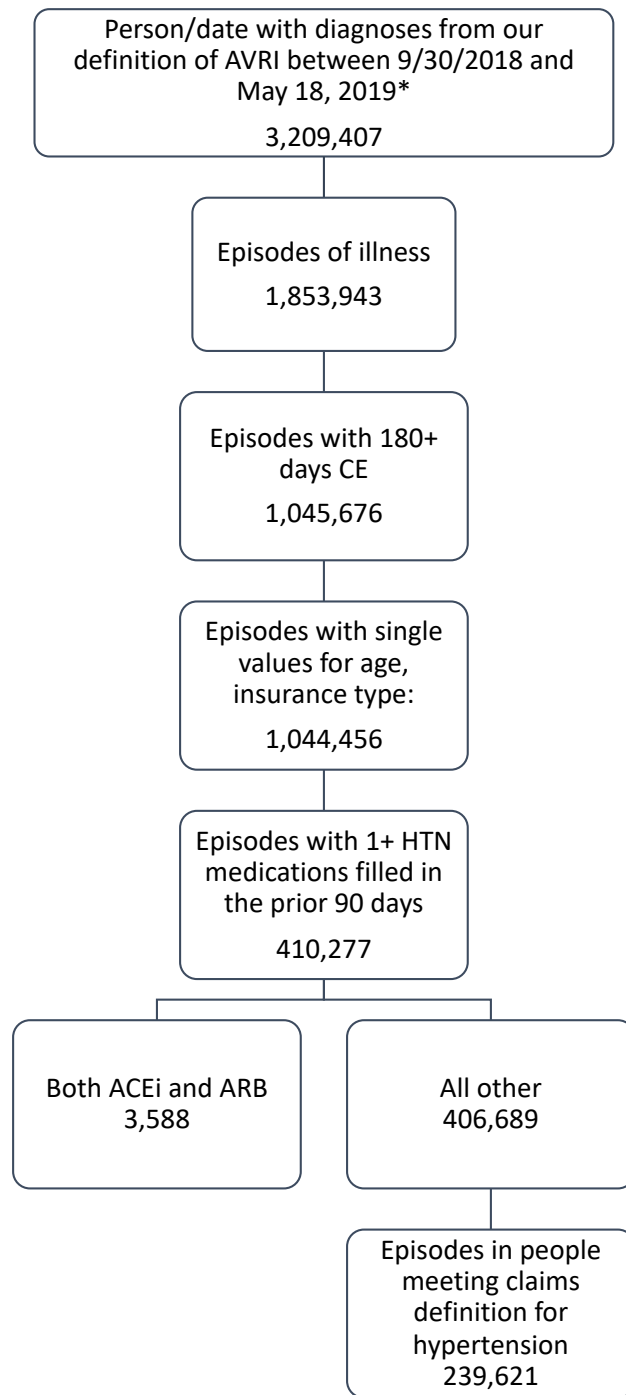 Person/date with diagnoses from our
definition of AVRI between 9/30/2018 and
May 18, 2019*
3,209,407
Episodes of illness
1,853,943
Episodes with 180+
days CE
1,045,676
Episodes with single
values for age,
insurance type:
1,044,456
Episodes with 1+ HTN
medications filled in
the prior 90 days
410,277
Both ACEi and ARB
3,588
All other
406,689
Episodes in people
meeting claims
definition for
hypertension
239,621